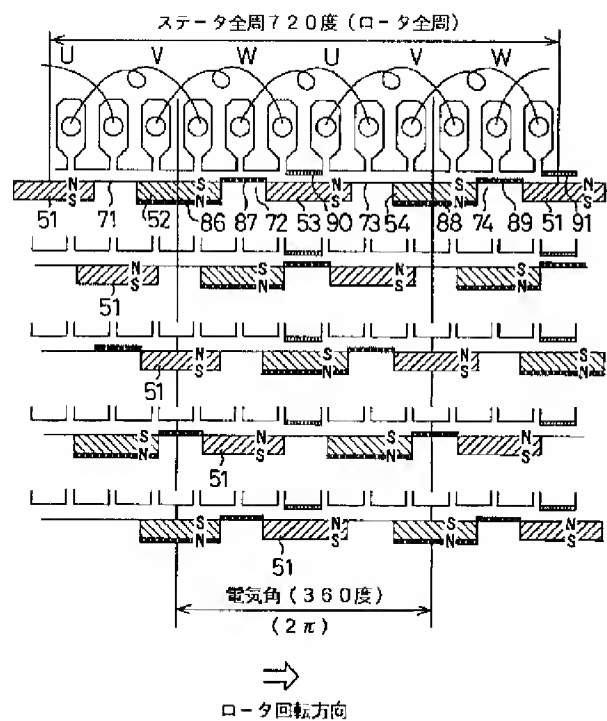 ステータ全周720度(ロータ全周)
U V W U V W
N S S N N S S N N S
51 71 52 86 87 72 53 90 73 54 88 74 89 51 91
N S S N N S S N
51
N S S N N S S N
51
S N N S S N N S
51
S N N S S N N S
51
電気角(360度)
(2π)
ロータ回転方向